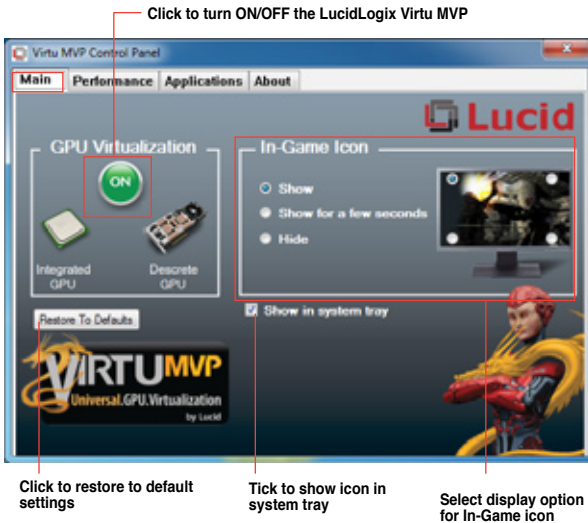 Click to turn ON/OFF the LucidLogix Virtu MVP
Virtu MVP Control Panel
Main Performance Applications About
Lucid
GPU Virtualization
ON
Integrated
GPU
Descrete
GPU
In-Game Icon
Show
Show for a few seconds
Hide
Restore To Defaults
Show in system tray
VIRTUMVP
Universal.GPU.Virtualization
by Lucid
Click to restore to default
settings
Tick to show icon in
system tray
Select display option
for In-Game icon